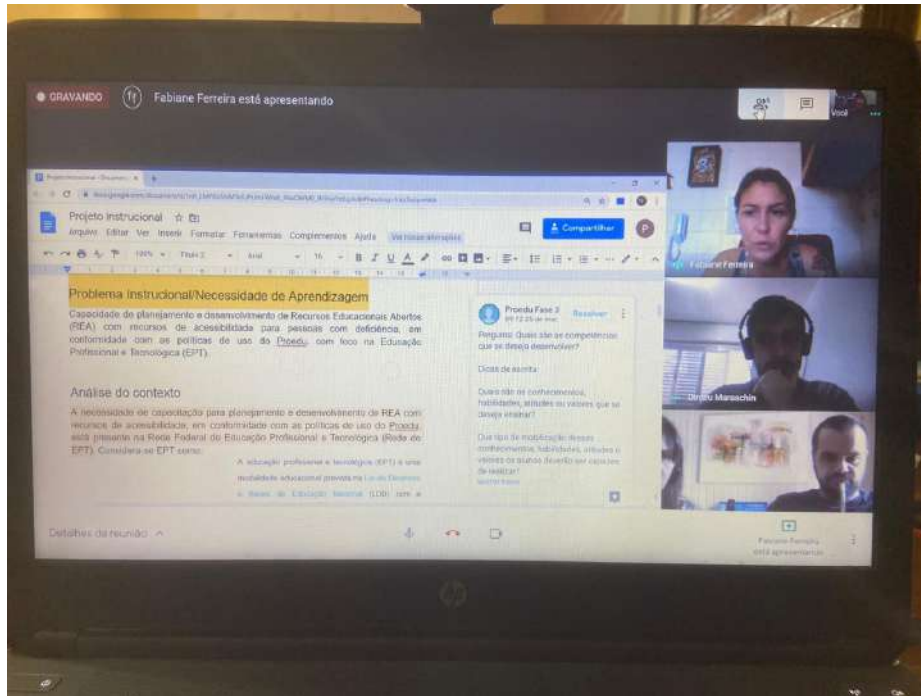 GRAVANDO
Fabiane Ferreira está apresentando
Você
Projeto Instrucional
Arquivo Editar Ver Inserir Formatar Ferramentas Complementos Ajuda
Compartilhar
P
100% Título 2 Arial 16 B I U A
Problema Instrucional/Necessidade de Aprendizagem
Capacidade de planejamento e desenvolvimento de Recursos Educacionais Abertos
(REA) com recursos de acessibilidade para pessoas com deficiência, em
conformidade com as políticas de uso do Proedu, com foco na Educação
Profissional e Tecnológica (EPT).
Análise do contexto
A necessidade de capacitação para planejamento e desenvolvimento de REA com
recursos de acessibilidade, em conformidade com as políticas de uso do Proedu,
está presente na Rede Federal de Educação Profissional e Tecnológica (Rede de
EPT). Considera-se EPT como:
A educação profissional e tecnológica (EPT) é uma
modalidade educacional prevista na Lei de Diretrizes
e Bases da Educação Nacional (LDB) com a
Proedu Fase 3
Resolver
Pergunta: Quais são as competências
que se deseja desenvolver?
Dicas de escrita:
Quais são os conhecimentos,
habilidades, atitudes ou valores que se
deseja ensinar?
Que tipo de mobilização desses
conhecimentos, habilidades, atitudes e
valores os alunos deverão ser capazes
de realizar?
Fabiane Ferreira
Dirceu Maraschin
Detalhes da reunião
Fabiane Ferreira
está apresentando
hp